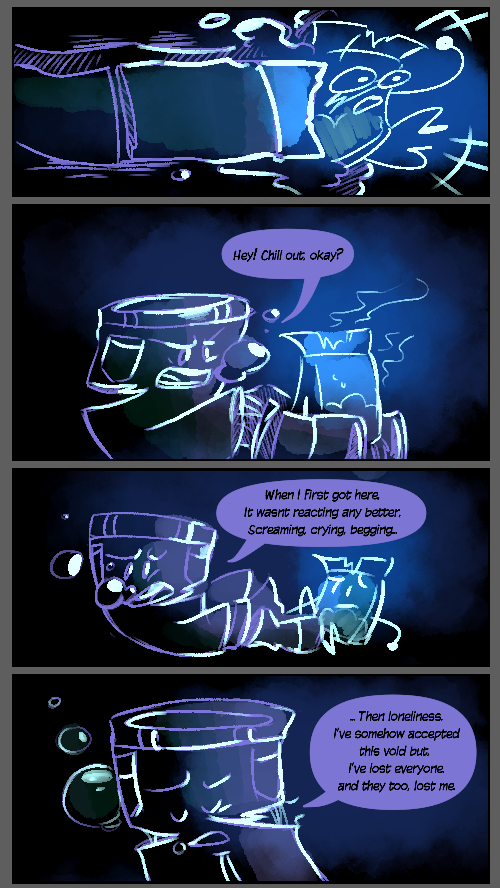 Hey! Chill out, okay?
When I first got here,
It wasnt reacting any better.
Screaming, crying, begging...
... Then loneliness.
I've somehow accepted
this void but,
I've lost everyone.
and they too, lost me.